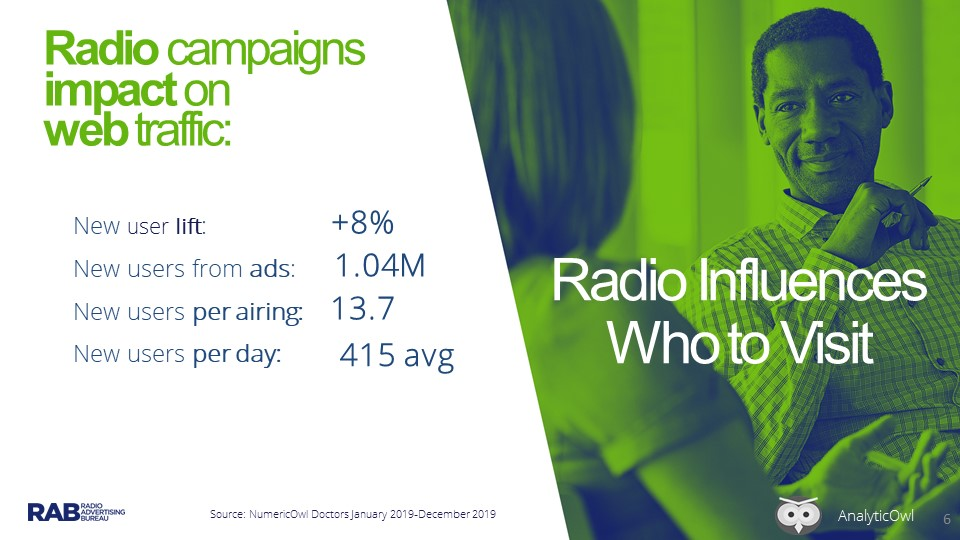 Radio campaigns
impact on
web traffic:
New user lift: +8%
New users from ads: 1.04M
New users per airing: 13.7
New users per day: 415 avg
Radio Influences
Who to Visit
RAB RADIO
ADVERTISING
BUREAU
Source: NumericOwl Doctors January 2019-December 2019
AnalyticOwl
6